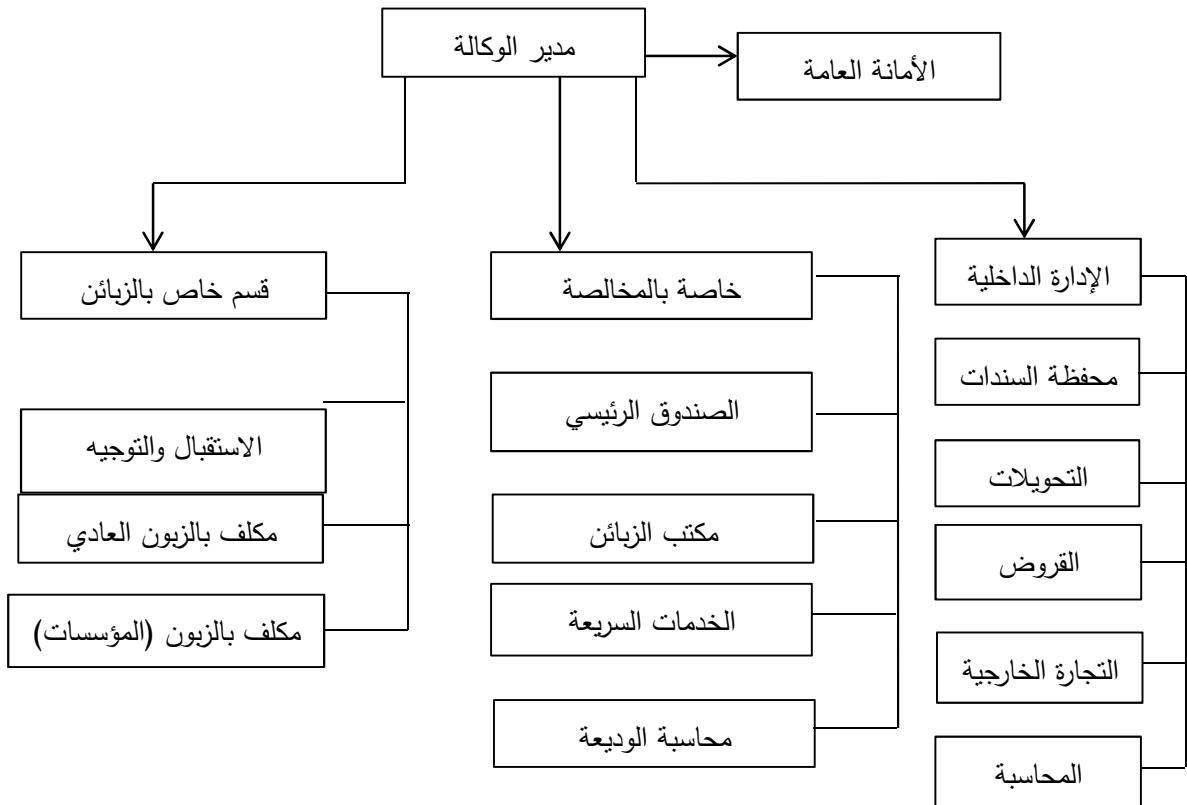 مدير الوكالة
الأمانة العامة
الإدارة الداخلية
محفظة السندات
التحويلات
القروض
التجارة الخارجية
المحاسبة
خاصة بالمخالصة
الصندوق الرئيسي
مكتب الزبائن
الخدمات السريعة
محاسبة الوديعة
قسم خاص بالزبائن
الاستقبال والتوجيه
مكلف بالزبون العادي
مكلف بالزبون (المؤسسات)